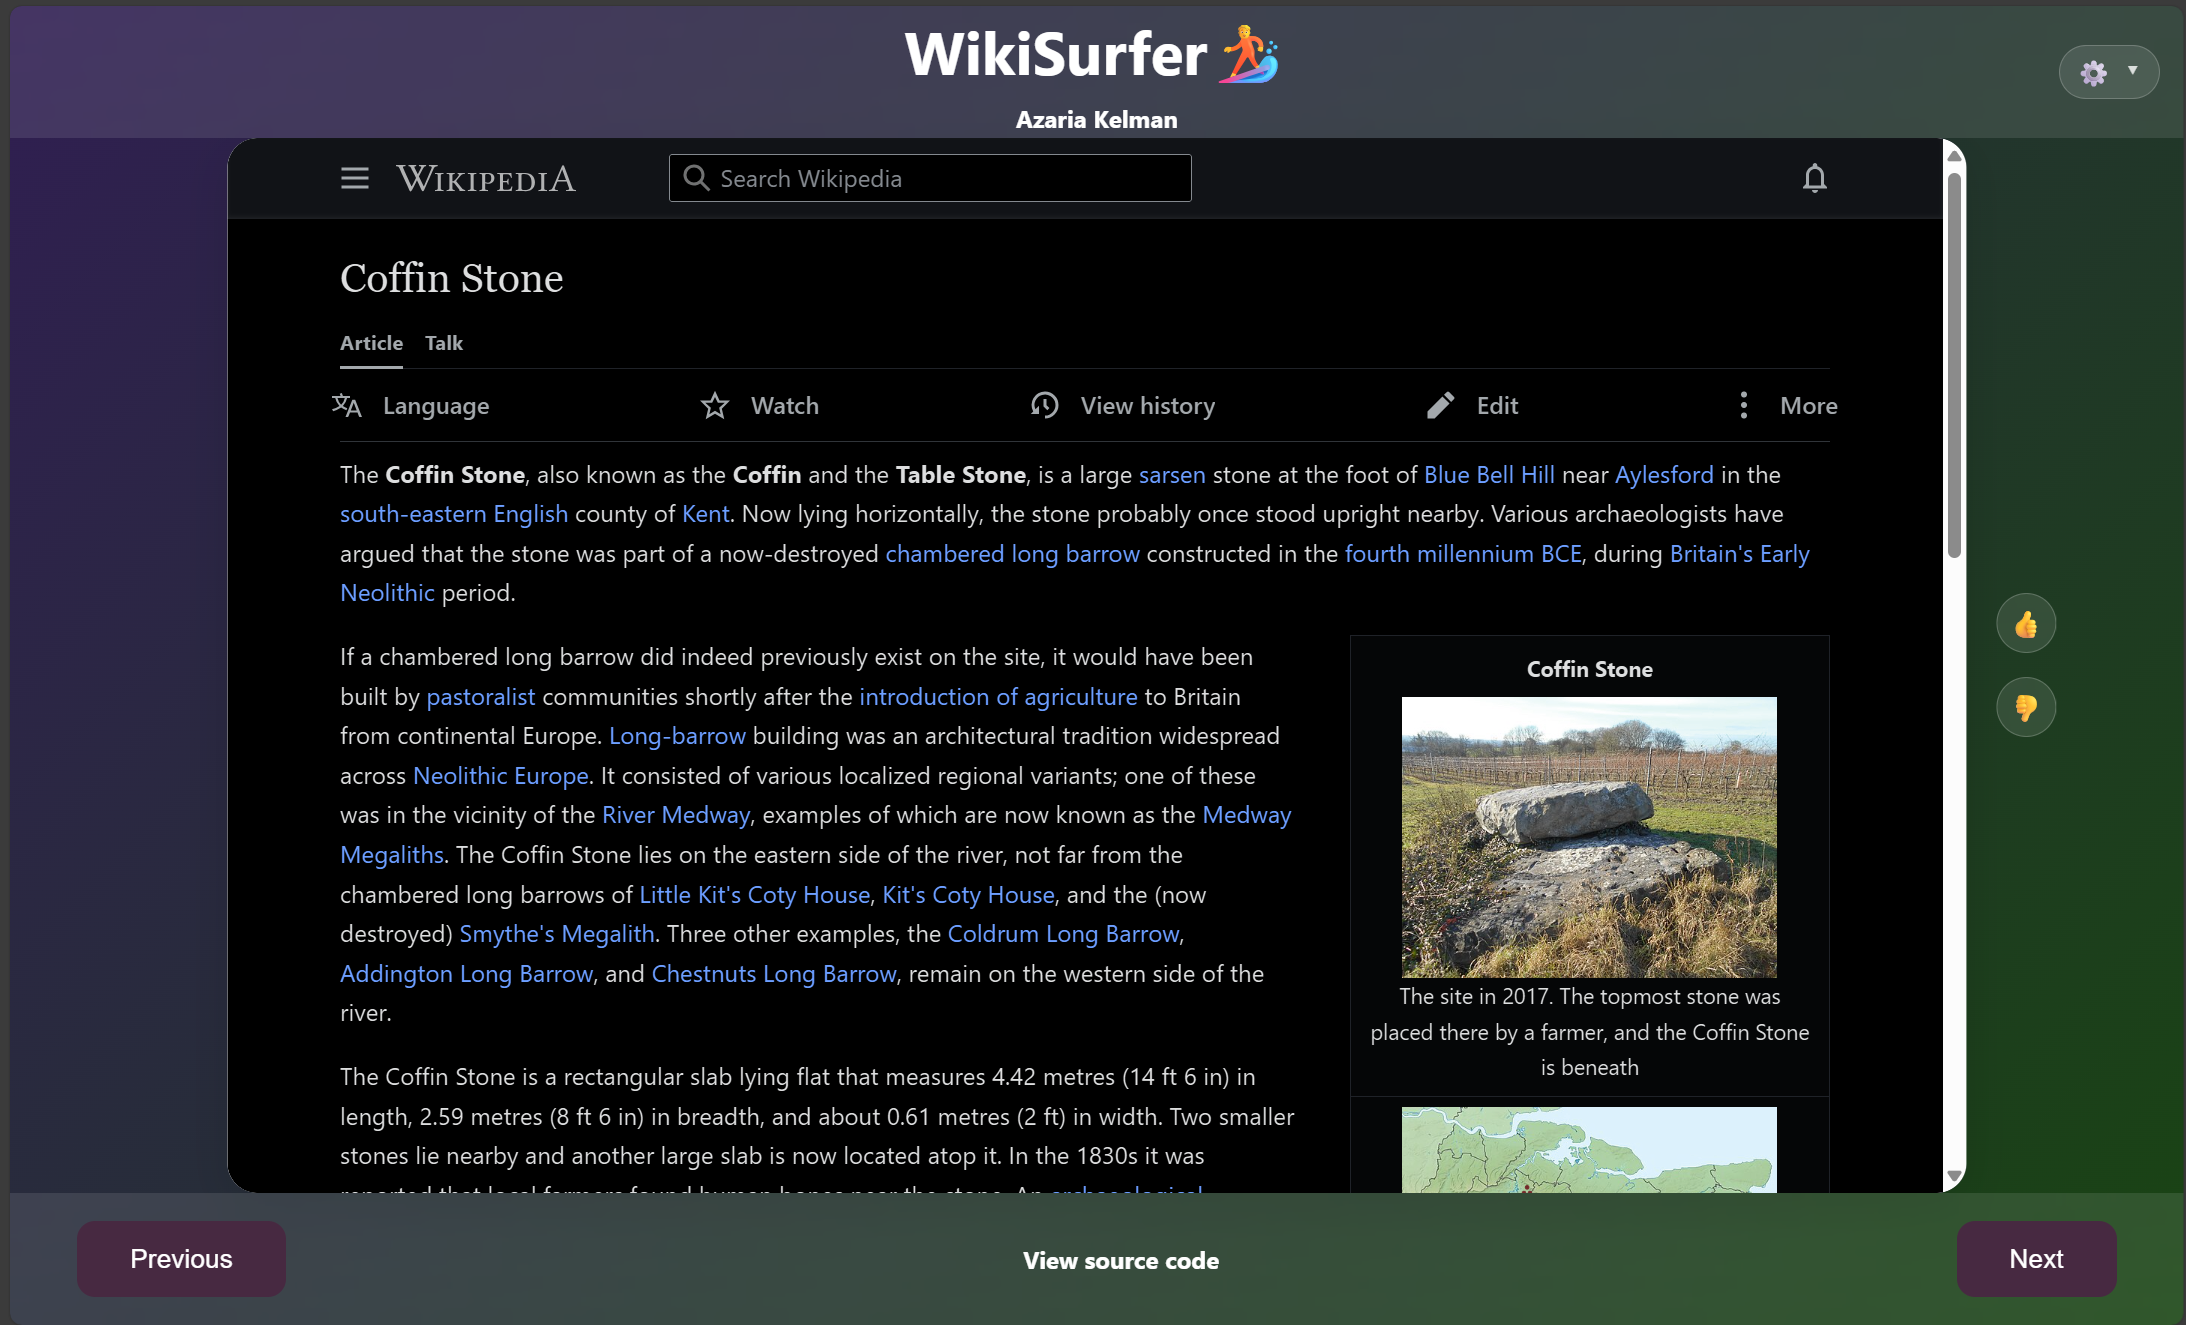 WikiSurfer
Azaria Kelman
WIKIPEDIA
Search Wikipedia
Coffin Stone
Article Talk
Language Watch View history Edit More
The Coffin Stone, also known as the Coffin and the Table Stone, is a large sarsen stone at the foot of Blue Bell Hill near Aylesford in the
south-eastern English county of Kent. Now lying horizontally, the stone probably once stood upright nearby. Various archaeologists have
argued that the stone was part of a now-destroyed chambered long barrow constructed in the fourth millennium BCE, during Britain's Early
Neolithic period.
If a chambered long barrow did indeed previously exist on the site, it would have been
built by pastoralist communities shortly after the introduction of agriculture to Britain
from continental Europe. Long-barrow building was an architectural tradition widespread
across Neolithic Europe. It consisted of various localized regional variants; one of these
was in the vicinity of the River Medway, examples of which are now known as the Medway
Megaliths. The Coffin Stone lies on the eastern side of the river, not far from the
chambered long barrows of Little Kit's Coty House, Kit's Coty House, and the (now
destroyed) Smythe's Megalith. Three other examples, the Coldrum Long Barrow,
Addington Long Barrow, and Chestnuts Long Barrow, remain on the western side of the
river.
The Coffin Stone is a rectangular slab lying flat that measures 4.42 metres (14 ft 6 in) in
length, 2.59 metres (8 ft 6 in) in breadth, and about 0.61 metres (2 ft) in width. Two smaller
stones lie nearby and another large slab is now located atop it. In the 1830s it was
reported that local farmers found human bones near the stone. An archaeological
Coffin Stone
The site in 2017. The topmost stone was
placed there by a farmer, and the Coffin Stone
is beneath
Previous
View source code
Next